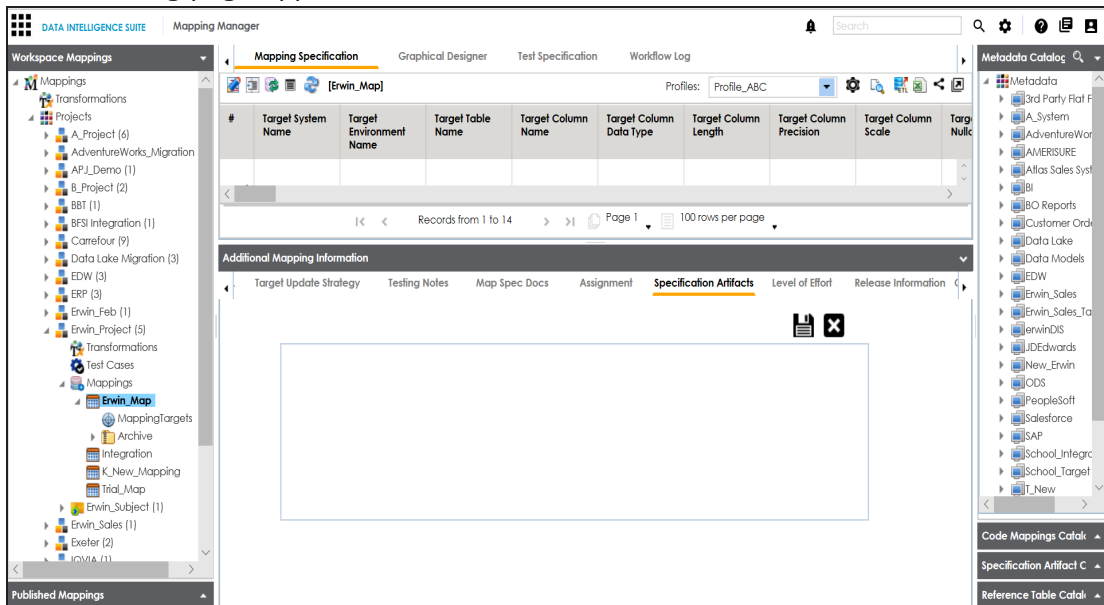 DATA INTELLIGENCE SUITE Mapping Manager Search
Workspace Mappings
Mappings
Transformations
Projects
A_Project (6)
AdventureWorks_Migration
APJ_Demo (1)
B_Project (2)
BBT (1)
BFSI Integration (1)
Carrefour (9)
Data Lake Migration (3)
EDW (3)
ERP (3)
Erwin_Feb (1)
Erwin_Project (5)
Transformations
Test Cases
Mappings
Erwin_Map
MappingTargets
Archive
Integration
K_New_Mapping
Trial_Map
Erwin_Subject (1)
Erwin_Sales (1)
Exeter (2)
Published Mappings
Mapping Specification Graphical Designer Test Specification Workflow Log
[Erwin_Map] Profiles: Profile_ABC
# Target System Name Target Environment Name Target Table Name Target Column Name Target Column Data Type Target Column Length Target Column Precision Target Column Scale
Records from 1 to 14 Page 1 100 rows per page
Additional Mapping Information
Target Update Strategy Testing Notes Map Spec Docs Assignment Specification Artifacts Level of Effort Release Information
Metadata Catalog
Metadata
3rd Party Flat F
A_System
AdventureWor
AMERISURE
Atlas Sales Syst
BI
BO Reports
Customer Orde
Data Lake
Data Models
EDW
Erwin_Sales
Erwin_Sales_Ta
erwinDIS
JDEdwards
New_Erwin
ODS
PeopleSoft
Salesforce
SAP
School_Integra
School_Target
T_New
Code Mappings Catal
Specification Artifact C
Reference Table Catal